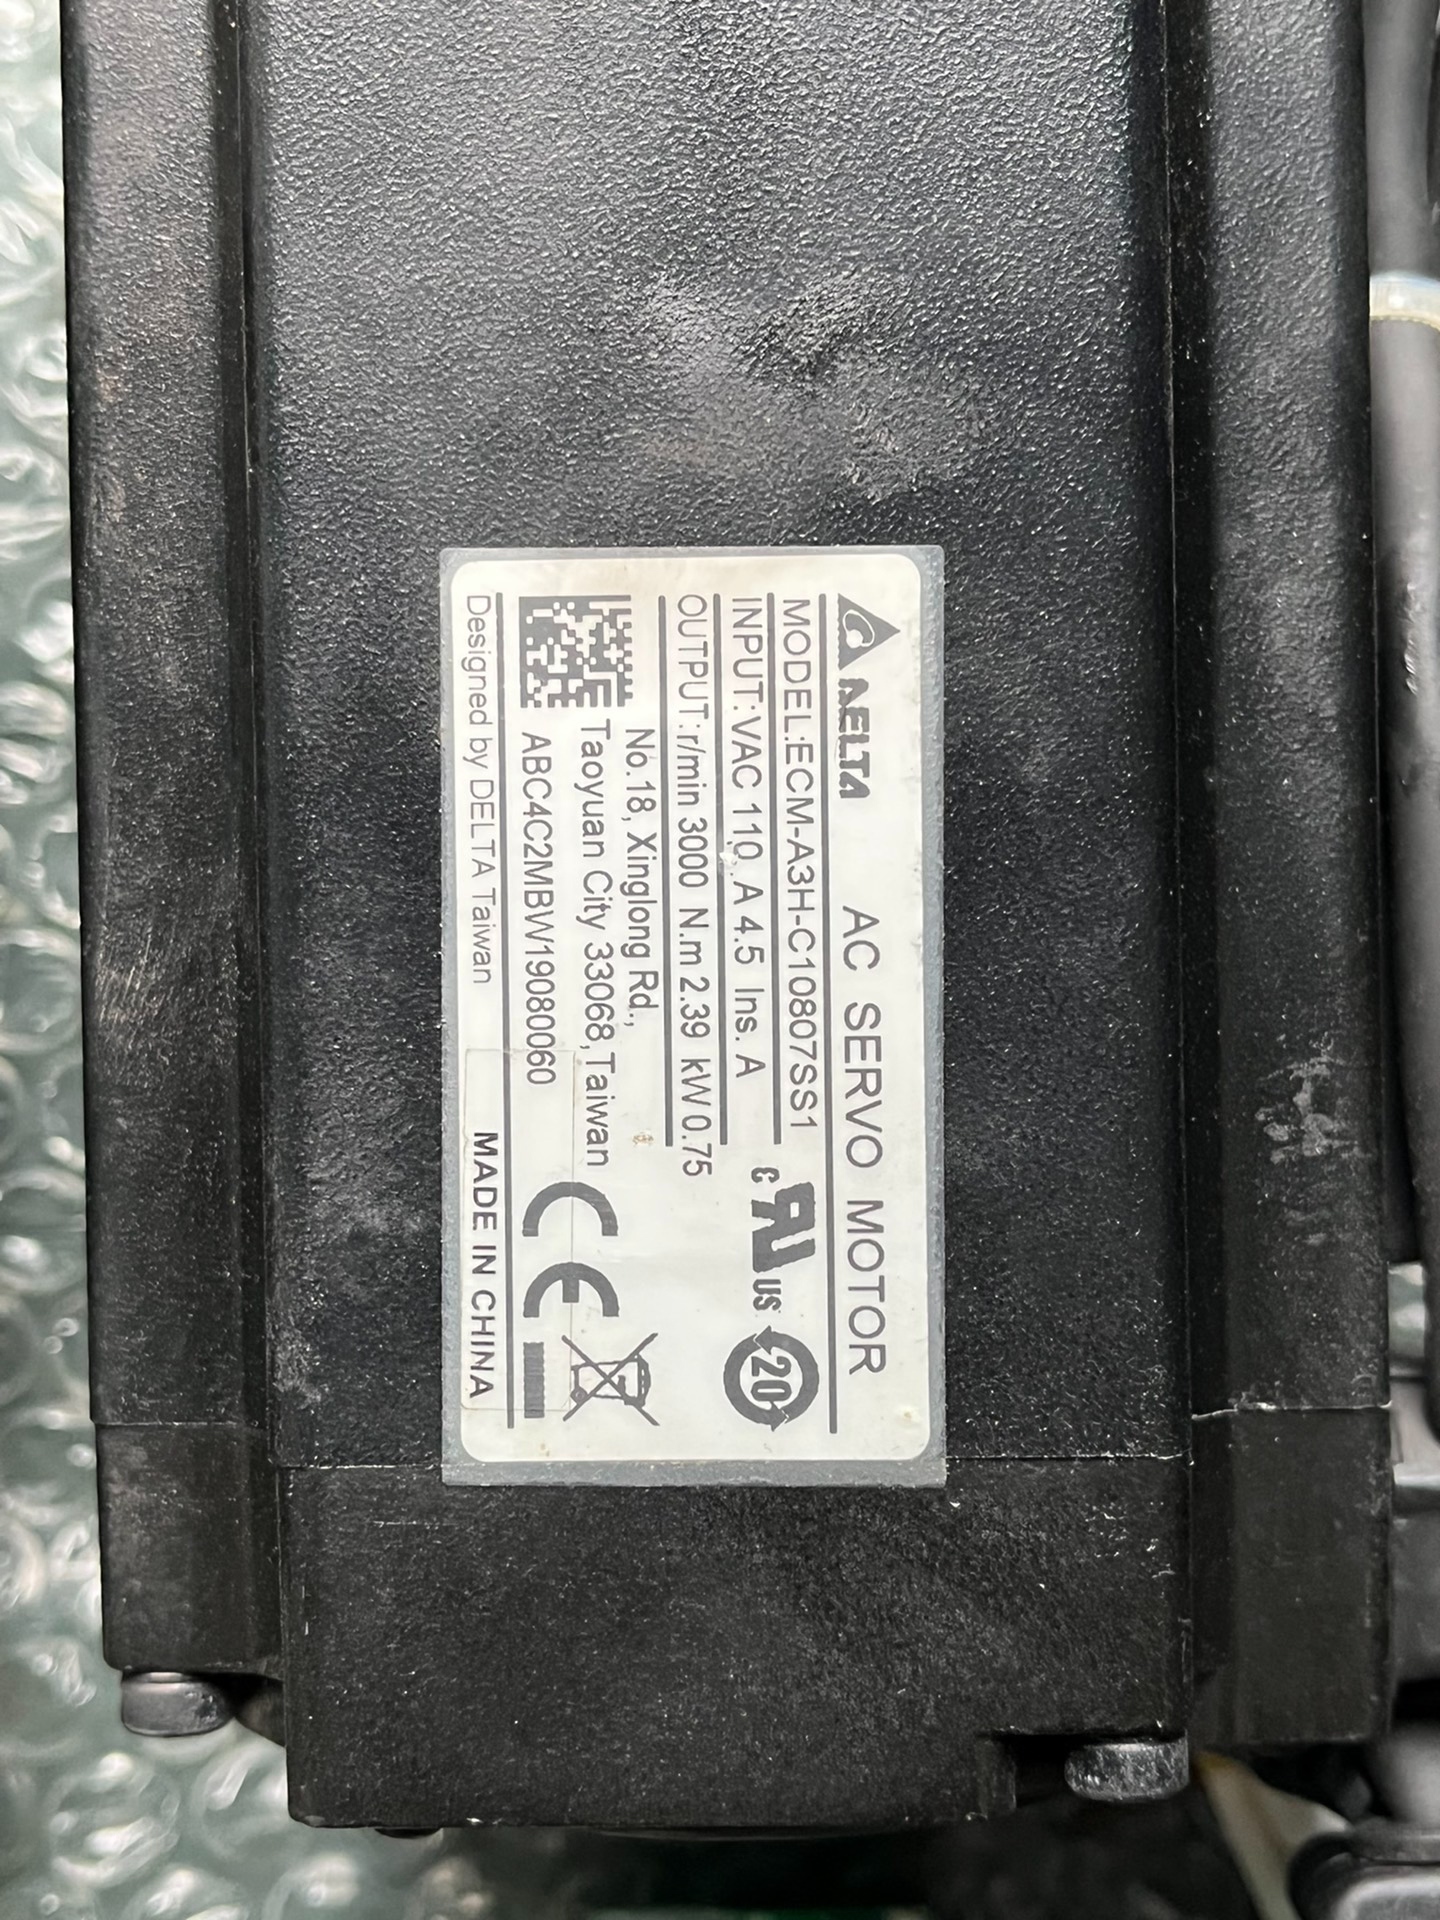 DELTA AC SERVO MOTOR
MODEL:ECM-A3H-C10807SS1
INPUT:VAC 110 A 4.5 Ins. A
OUTPUT:r/min 3000 N.m 2.39 kW 0.75
c RU US
20
No.18, Xinglong Rd.,
Taoyuan City 33068,Taiwan
ABC4C2MBW19080060
CE
Designed by DELTA Taiwan
MADE IN CHINA